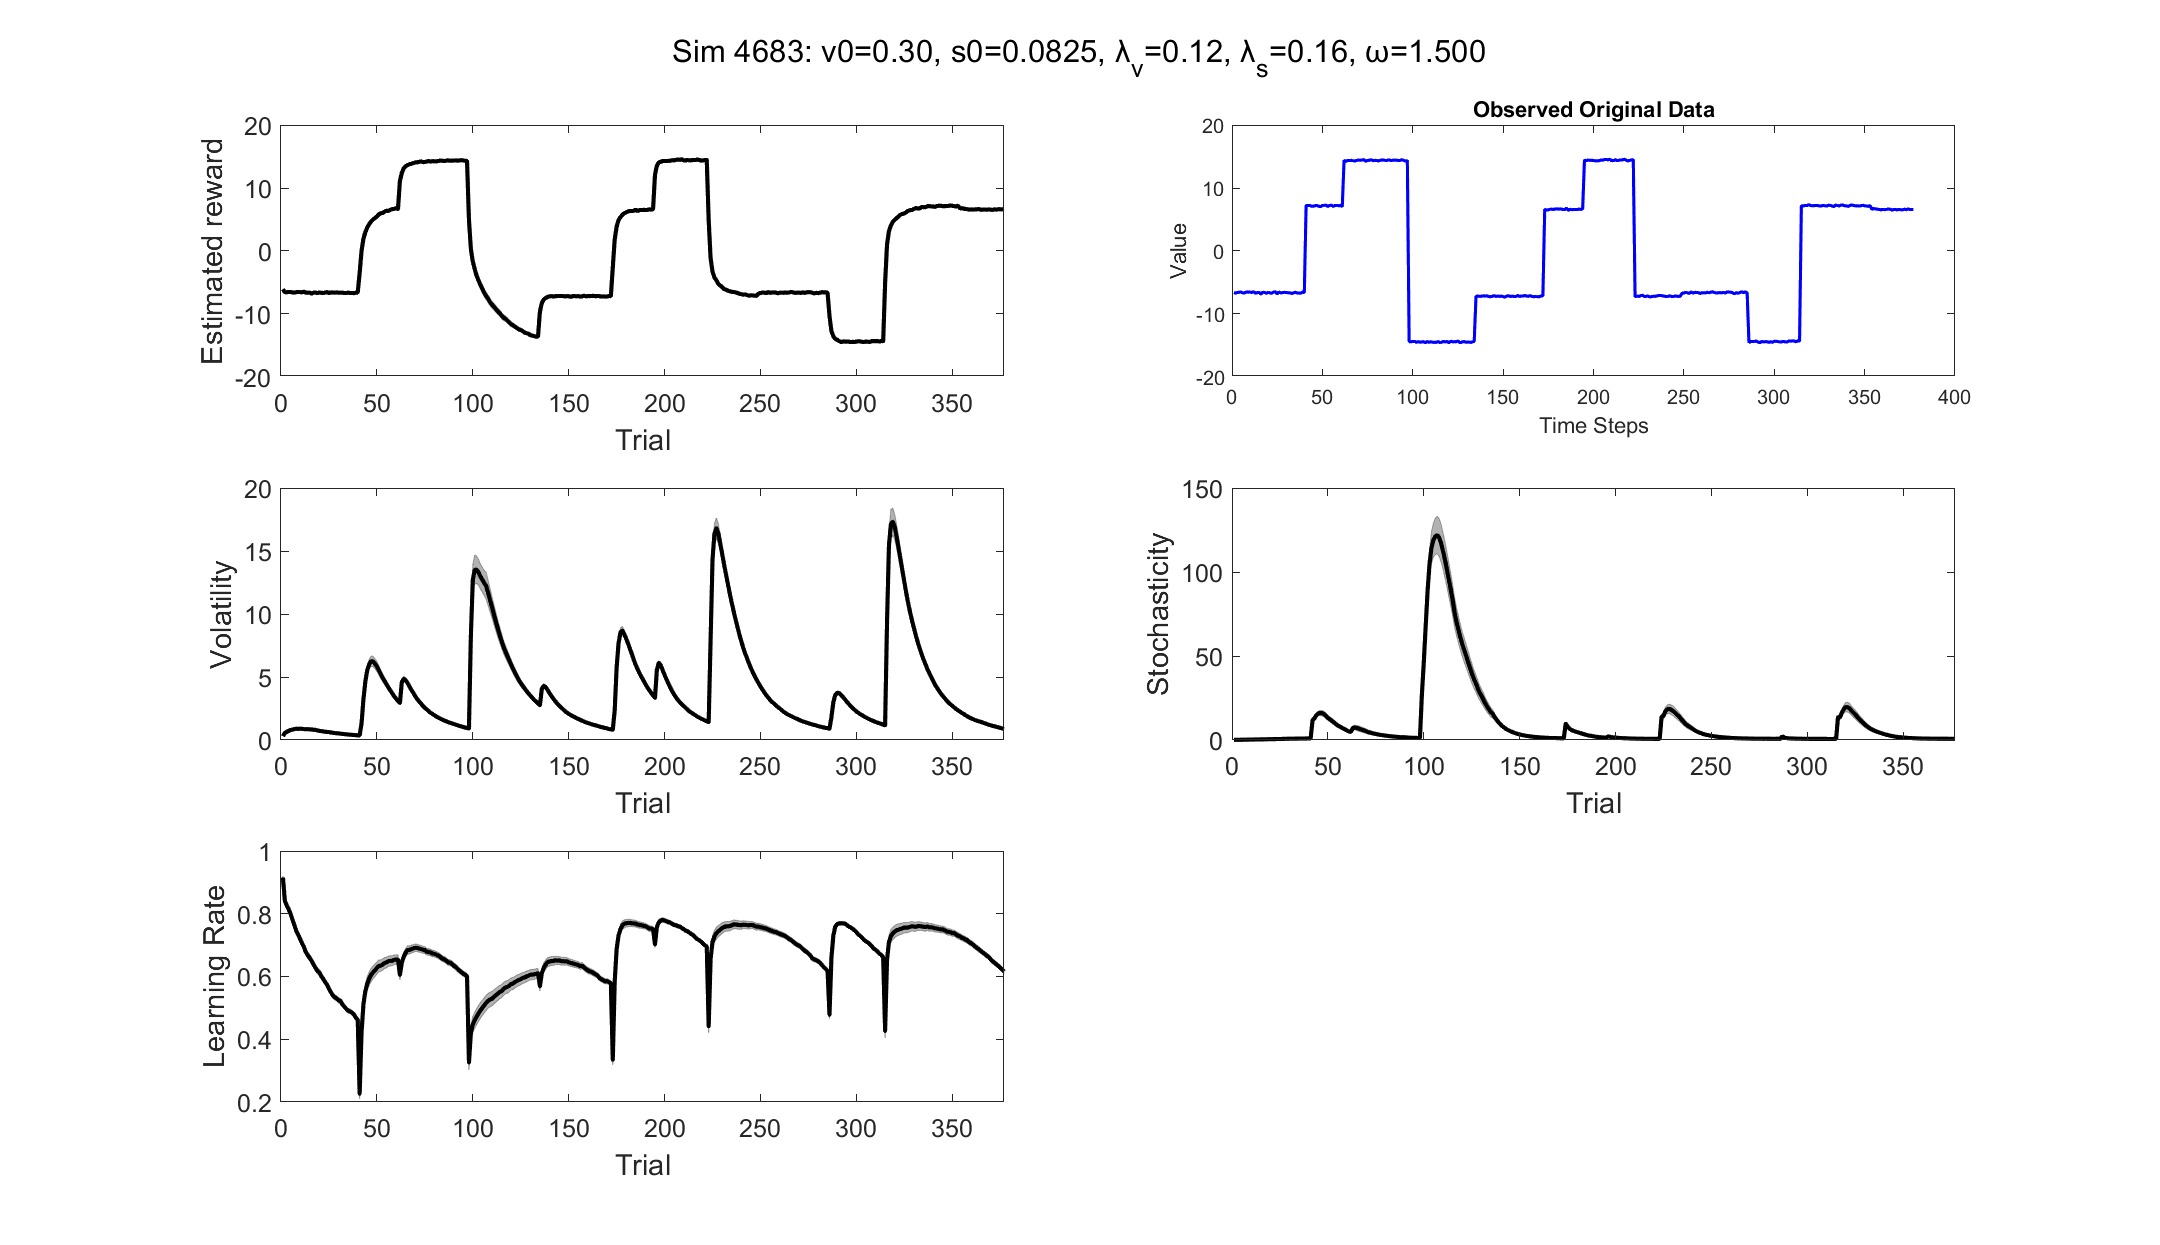 Sim 4683: v0=0.30, s0=0.0825, λ_v=0.12, λ_s=0.16, ω=1.500
Estimated reward
20
10
0
-10
-20
0 50 100 150 200 250 300 350
Trial
Observed Original Data
Value
20
10
0
-10
-20
0 50 100 150 200 250 300 350 400
Time Steps
Volatility
20
15
10
5
0
0 50 100 150 200 250 300 350
Trial
Stochasticity
150
100
50
0
0 50 100 150 200 250 300 350
Trial
Learning Rate
1
0.8
0.6
0.4
0.2
0 50 100 150 200 250 300 350
Trial